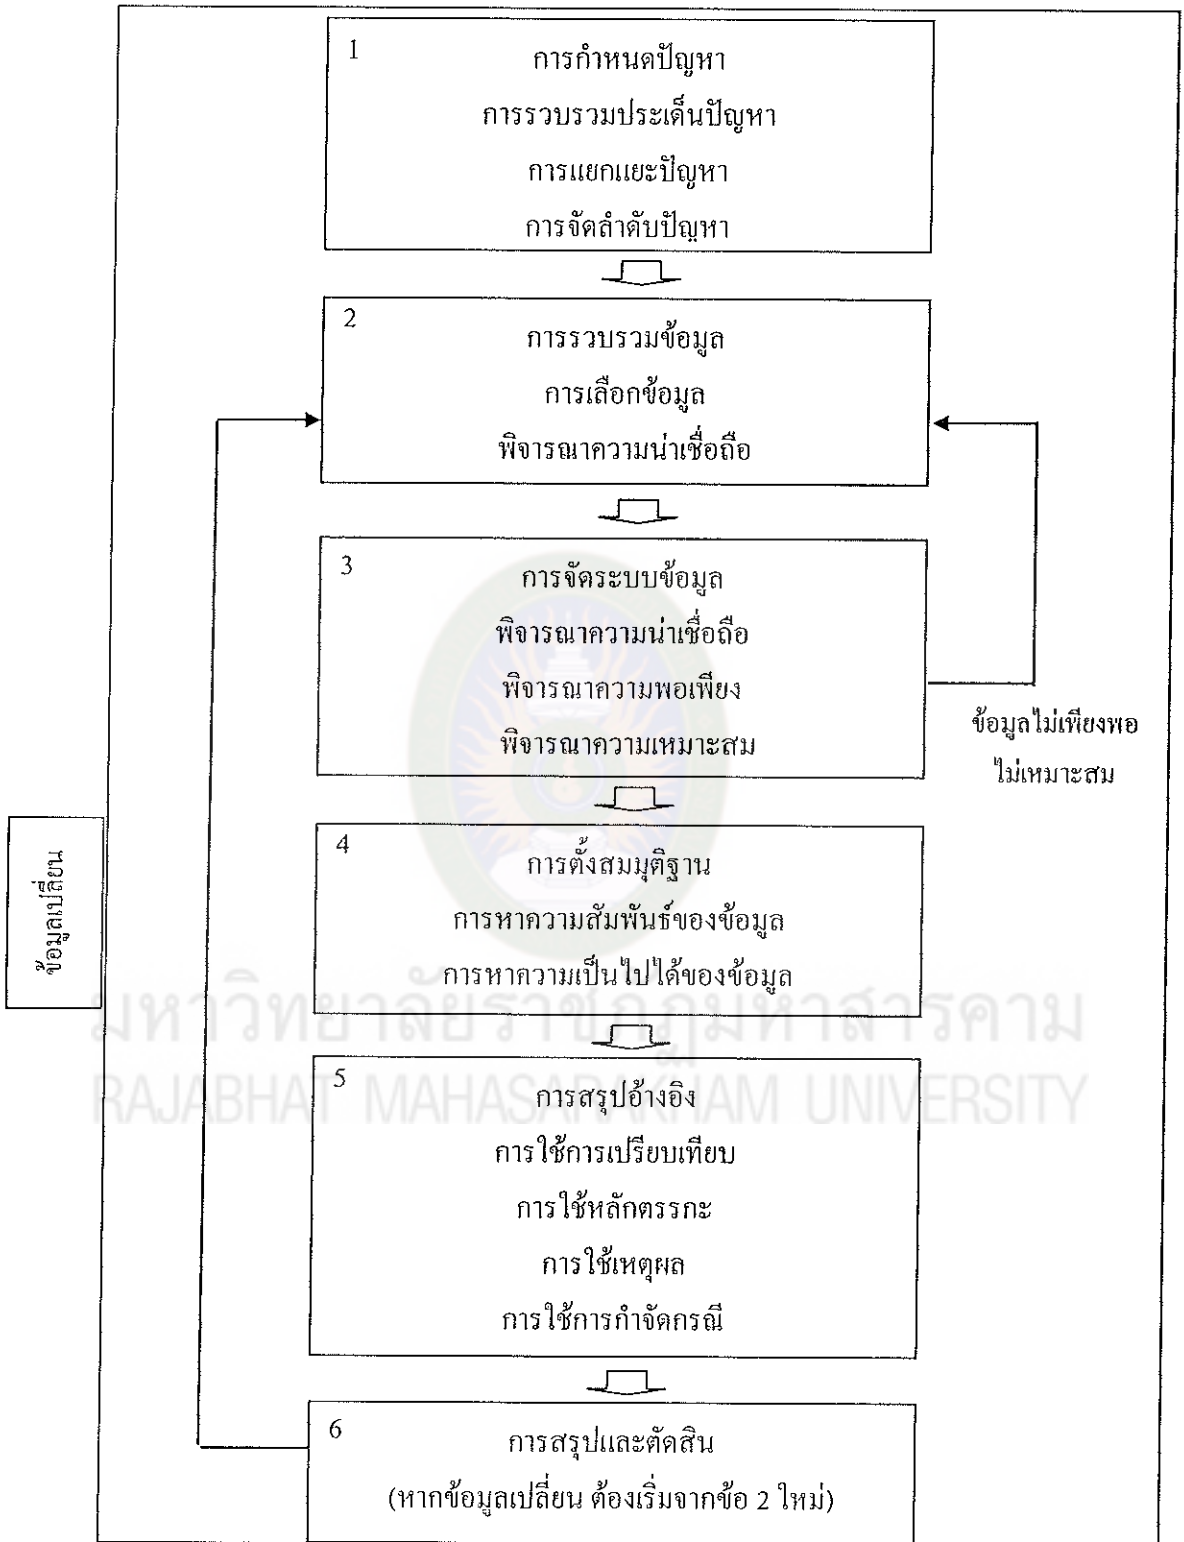 1
การกำหนดปัญหา
การรวบรวมประเด็นปัญหา
การแยกแยะปัญหา
การจัดลำดับปัญหา
2
การรวบรวมข้อมูล
การเลือกข้อมูล
พิจารณาความน่าเชื่อถือ
3
การจัดระบบข้อมูล
พิจารณาความน่าเชื่อถือ
พิจารณาความพอเพียง
พิจารณาความเหมาะสม
ข้อมูลไม่เพียงพอ
ไม่เหมาะสม
4
การตั้งสมมุติฐาน
การหาความสัมพันธ์ของข้อมูล
การหาความเป็นไปได้ของข้อมูล
ข้อมูลเปลี่ยน
มหาวิทยาลัยราชภัฏมหาสารคาม
RAJABHAT MAHASARAKHAM UNIVERSITY
5
การสรุปอ้างอิง
การใช้การเปรียบเทียบ
การใช้หลักตรรกะ
การใช้เหตุผล
การใช้การกำจัดกรณี
6
การสรุปและตัดสิน
(หากข้อมูลเปลี่ยน ต้องเริ่มจากข้อ 2 ใหม่)